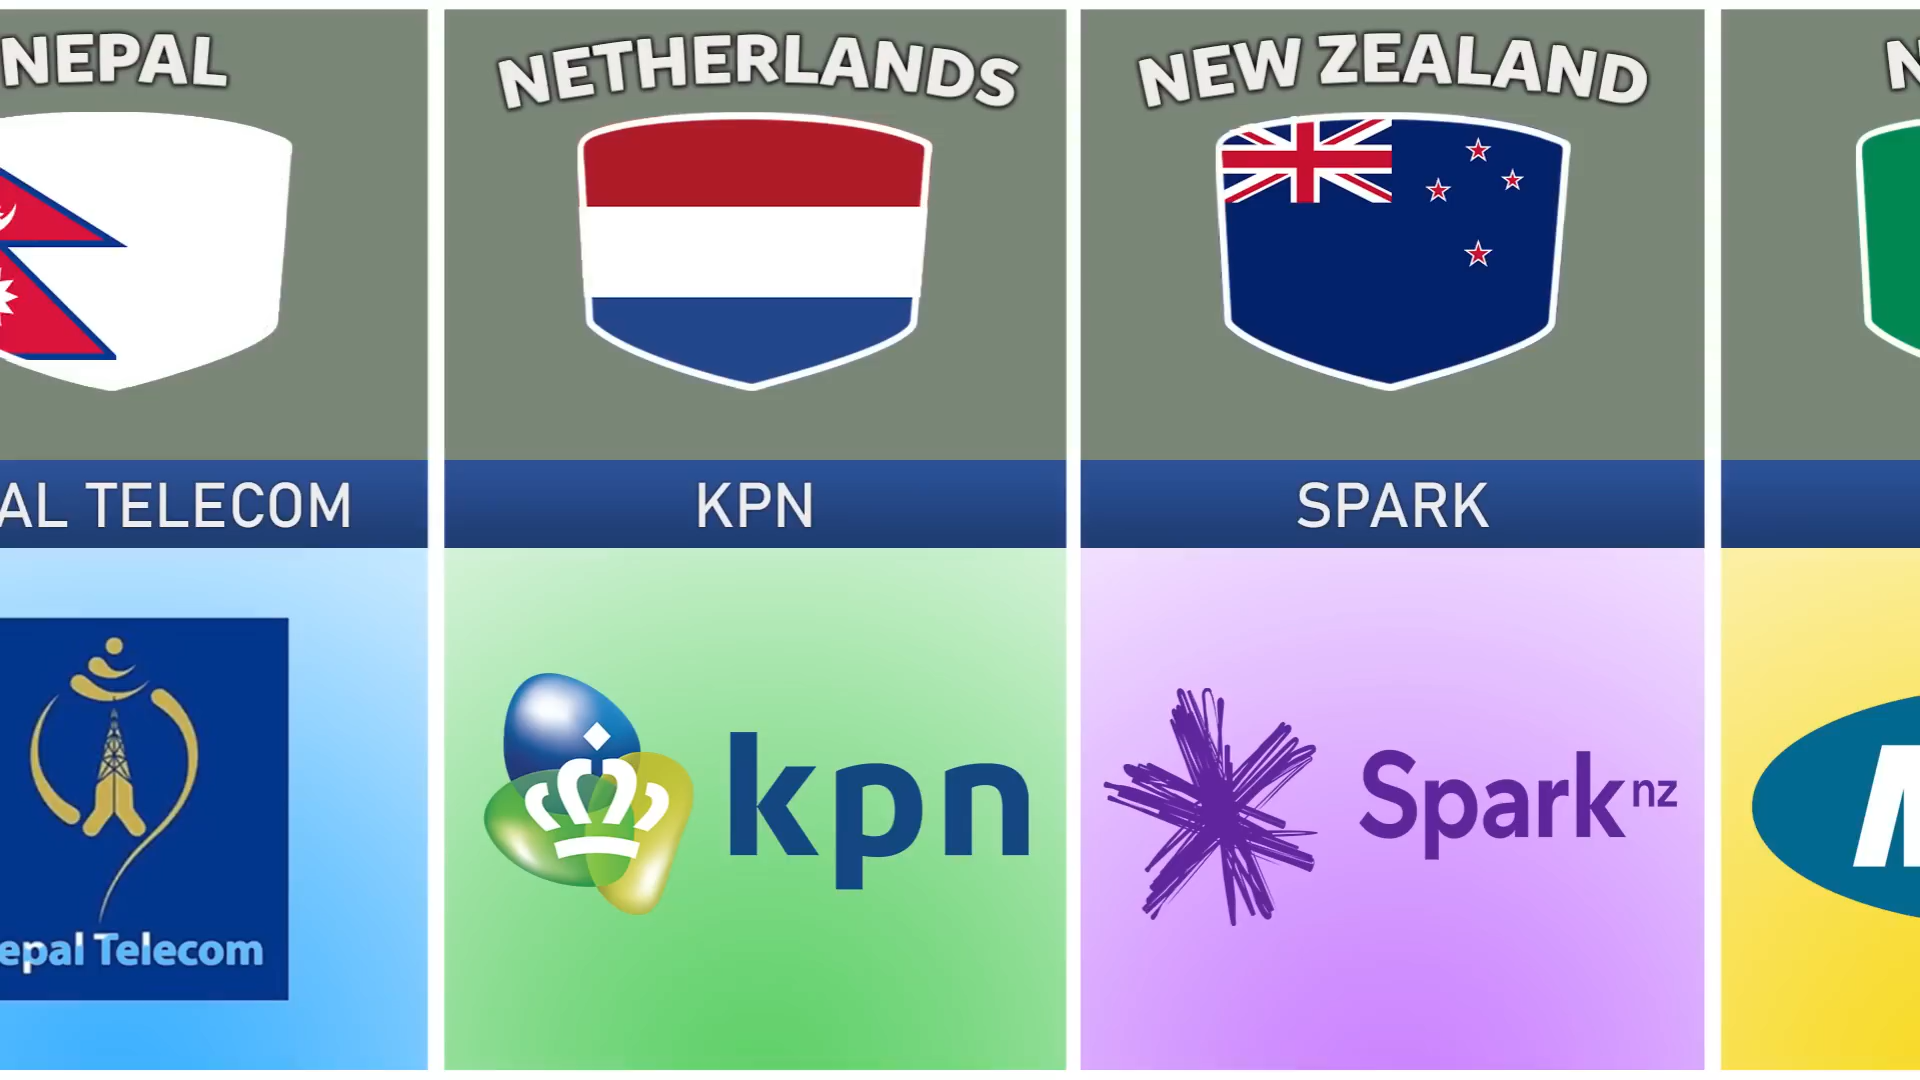 NEPAL
NETHERLANDS
NEW ZEALAND
N
AL TELECOM
KPN
SPARK
epal Telecom
kpn
Spark nz
M